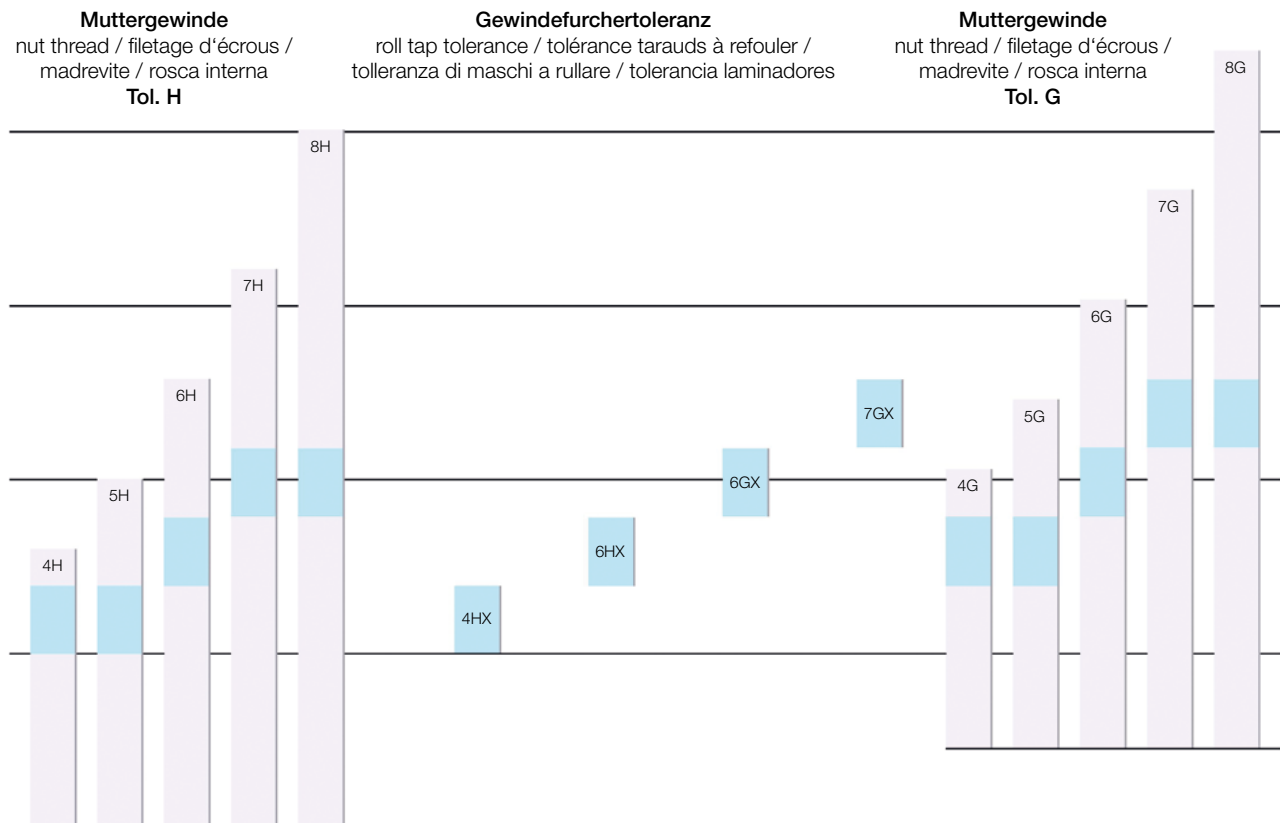 Muttergewinde
nut thread / filetage d‘écrous /
madrevite / rosca interna
Tol. H
Gewindefurchertoleranz
roll tap tolerance / tolérance tarauds à refouler /
tolleranza di maschi a rullare / tolerancia laminadores
Muttergewinde
nut thread / filetage d‘écrous /
madrevite / rosca interna
Tol. G
4H
5H
6H
7H
8H
4HX
6HX
6GX
7GX
4G
5G
6G
7G
8G